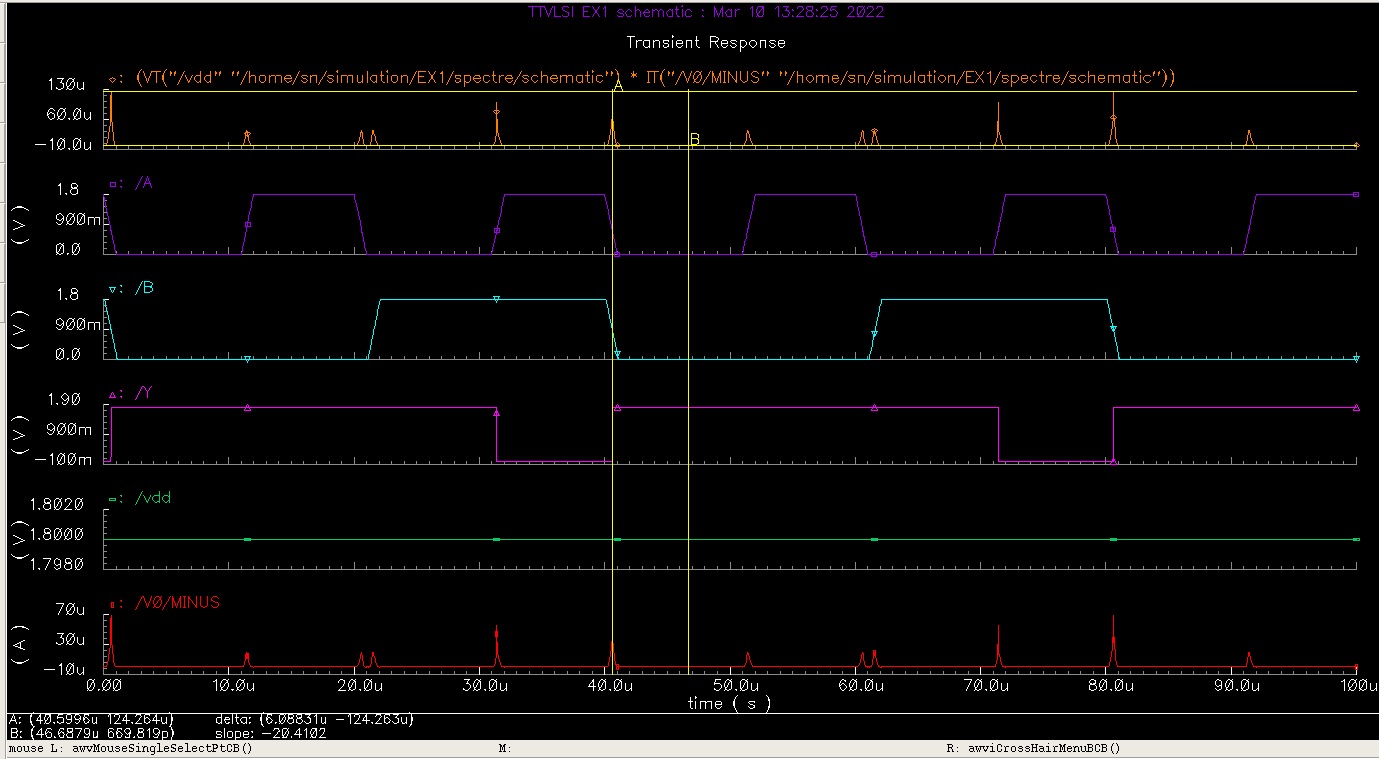 TTVLSI EX1 schematic : Mar 10 13:28:25 2022
Transient Response
: (VT("/vdd" "/home/sn/simulation/EX1/spectre/schematic") * IT("/V0/MINUS" "/home/sn/simulation/EX1/spectre/schematic"))
A
130u
60.0u
B
-10.0u
: /A
1.8
900m
0.0
(V)
: /B
1.8
900m
0.0
(V)
: /Y
1.90
900m
-100m
(V)
: /vdd
1.8020
1.8000
1.7980
(V)
: /V0/MINUS
70u
30u
-10u
(A)
0.00 10.0u 20.0u 30.0u 40.0u 50.0u 60.0u 70.0u 80.0u 90.0u 100u
time ( s )
A: (40.5996u 124.264u) delta: (6.08831u -124.263u)
B: (46.6879u 669.819p) slope: -20.4102
mouse L: awvMouseSingleSelectPtCB() M: R: awviCrossHairMenuBCB()